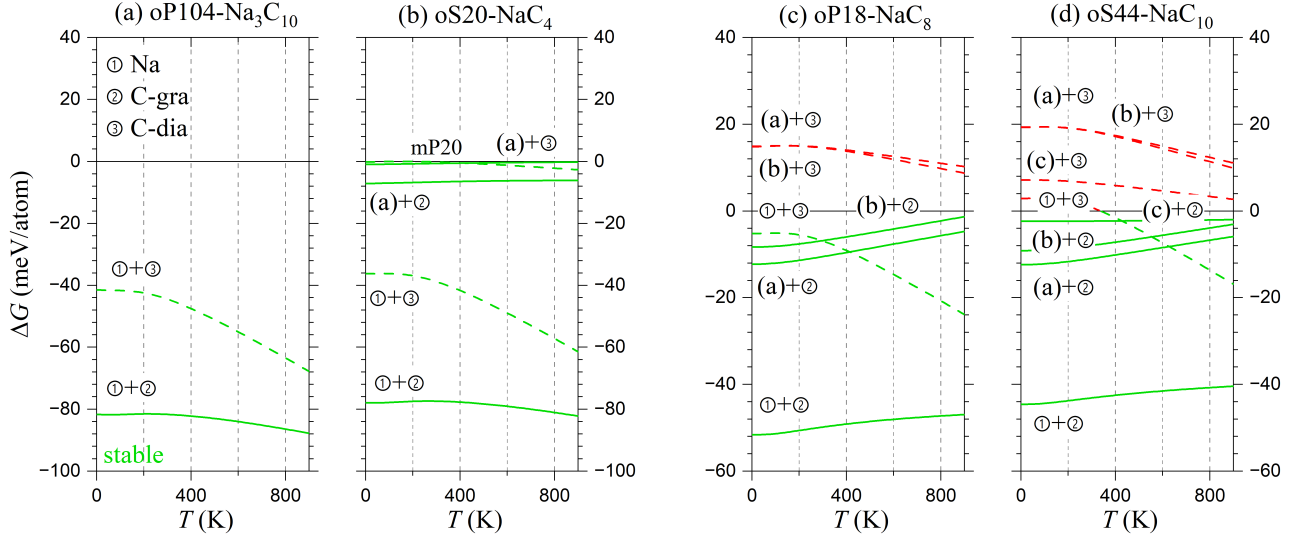 (a) oP104-Na₃C₁₀
(b) oS20-NaC₄
(c) oP18-NaC₈
(d) oS44-NaC₁₀
ΔG (meV/atom)
40
20
0
−20
−40
−60
−80
−100
① Na
② C-gra
③ C-dia
①+③
①+②
stable
0
400
800
T (K)
mP20
(a)+③
(a)+②
①+③
①+②
40
20
0
−20
−40
−60
−80
−100
0
400
800
T (K)
40
20
0
−20
−40
−60
(a)+③
(b)+③
①+③
(b)+②
(a)+②
①+②
0
400
800
T (K)
(a)+③
(b)+③
(c)+③
①+③
(c)+②
(b)+②
(a)+②
①+②
40
20
0
−20
−40
−60
0
400
800
T (K)